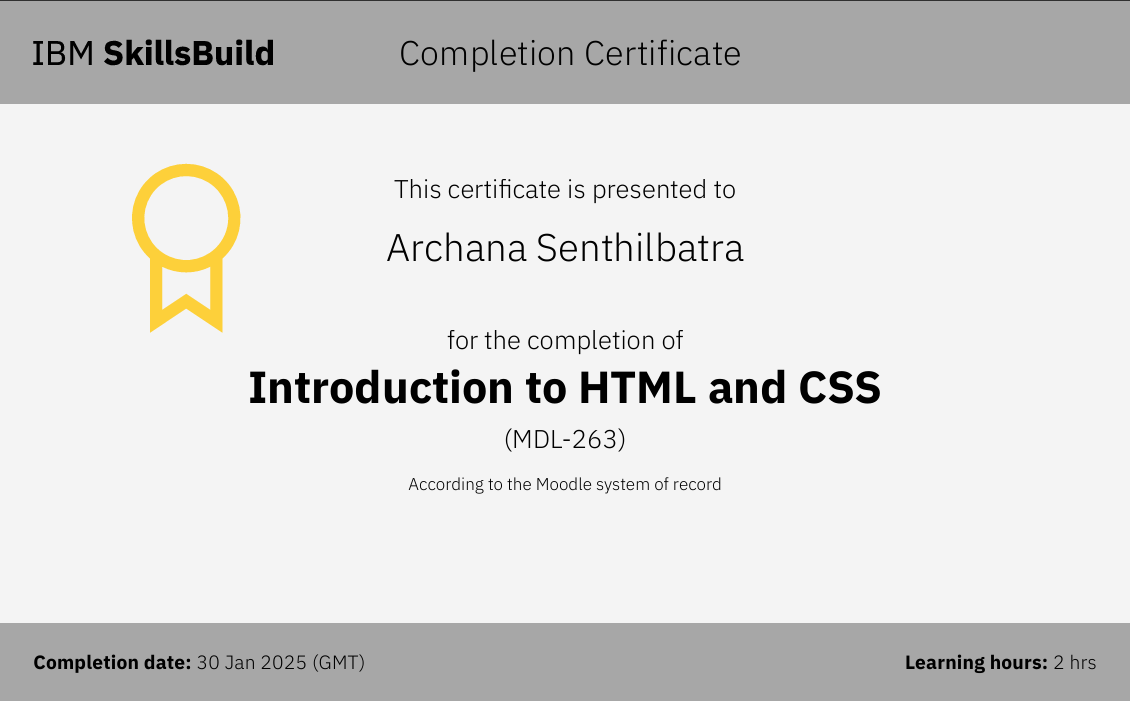 IBM SkillsBuild
Completion Certificate
This certificate is presented to
Archana Senthilbatra
for the completion of
Introduction to HTML and CSS
(MDL-263)
According to the Moodle system of record
Completion date: 30 Jan 2025 (GMT)
Learning hours: 2 hrs